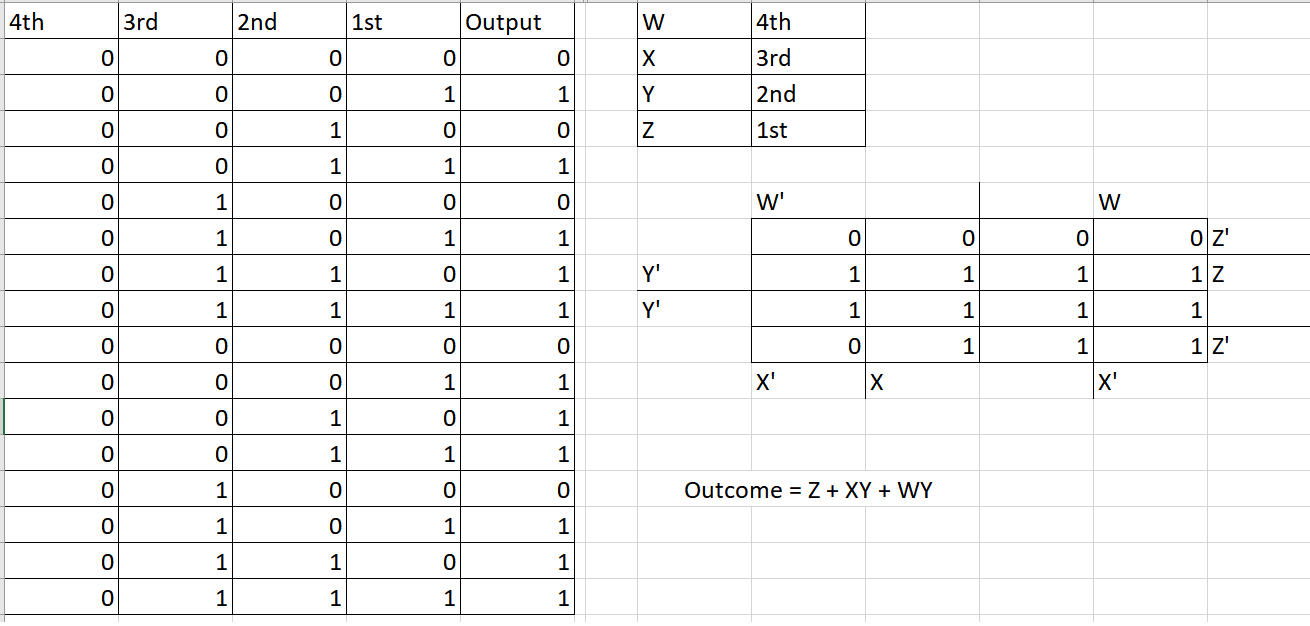 4th 3rd 2nd 1st Output W 4th
0 0 0 0 0 X 3rd
0 0 0 1 1 Y 2nd
0 0 1 0 0 Z 1st
0 0 1 1 1
0 1 0 0 0 W' W
0 1 0 1 1 0 0 0 0 Z'
0 1 1 0 1 Y' 1 1 1 1 Z
0 1 1 1 1 Y' 1 1 1 1
0 0 0 0 0 0 1 1 1 Z'
0 0 0 1 1 X' X X'
0 0 1 0 1
0 0 1 1 1
0 1 0 0 0 Outcome = Z + XY + WY
0 1 0 1 1
0 1 1 0 1
0 1 1 1 1